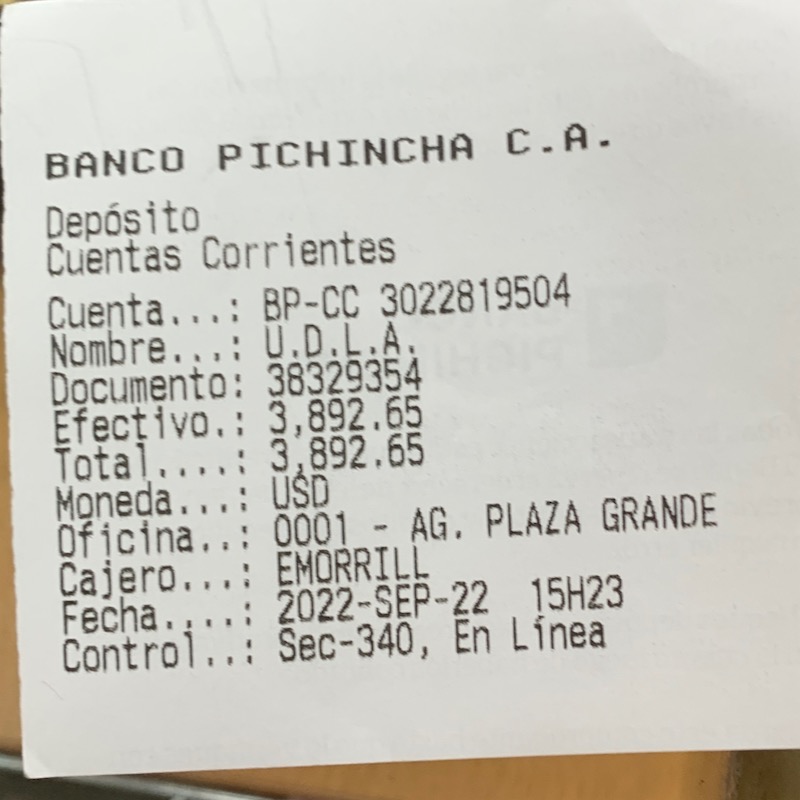 BANCO PICHINCHA C.A.
Depósito
Cuentas Corrientes
Cuenta...: BP-CC 3022819504
Nombre...: U.D.L.A.
Documento: 38329354
Efectivo.: 3,892.65
Total....: 3,892.65
Moneda...: USD
Oficina..: 0001 - AG. PLAZA GRANDE
Cajero...: EMORRILL
Fecha....: 2022-SEP-22 15H23
Control..: Sec-340, En Línea